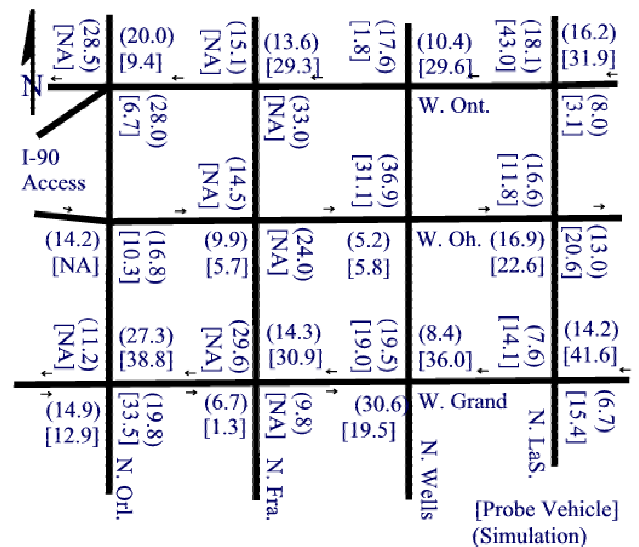 (28.5)
[NA]
(20.0)
[9.4]
(15.1)
[NA]
(13.6)
[29.3]
(17.6)
[1.8]
(10.4)
[29.6]
(18.1)
[43.0]
(16.2)
[31.9]
N
(28.0)
[6.7]
(33.0)
[NA]
W. Ont.
(8.0)
[3.1]
I-90
Access
(14.5)
[NA]
(36.9)
[31.1]
(16.6)
[11.8]
(14.2)
[NA]
(16.8)
[10.3]
(9.9)
[5.7]
(24.0)
[NA]
(5.2)
[5.8]
W. Oh.
(16.9)
[22.6]
(13.0)
[20.6]
(11.2)
[NA]
(27.3)
[38.8]
(29.6)
[NA]
(14.3)
[30.9]
(19.5)
[19.0]
(8.4)
[36.0]
(7.6)
[14.1]
(14.2)
[41.6]
(14.9)
[12.9]
(19.8)
[33.5]
(6.7)
[1.3]
(9.8)
[NA]
(30.6)
[19.5]
W. Grand
(6.7)
[15.4]
N. Orl.
N. Fra.
N. Wells
N. LaS.
[Probe Vehicle]
(Simulation)